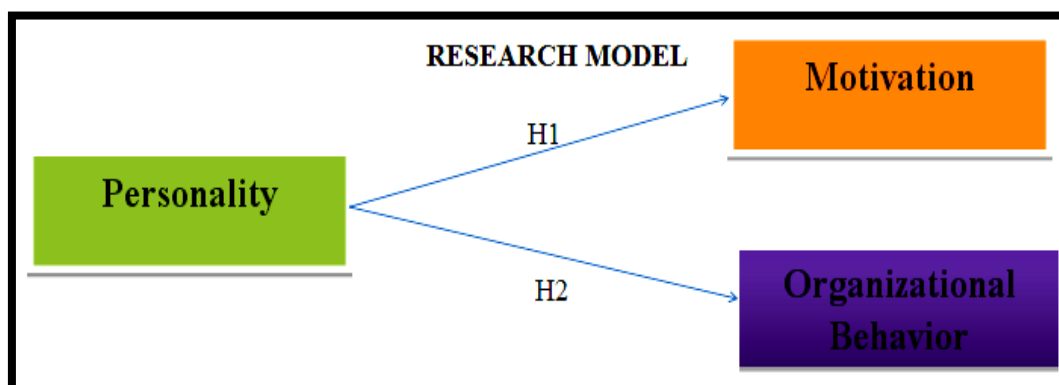 RESEARCH MODEL
Motivation
H1
Personality
H2
Organizational
Behavior